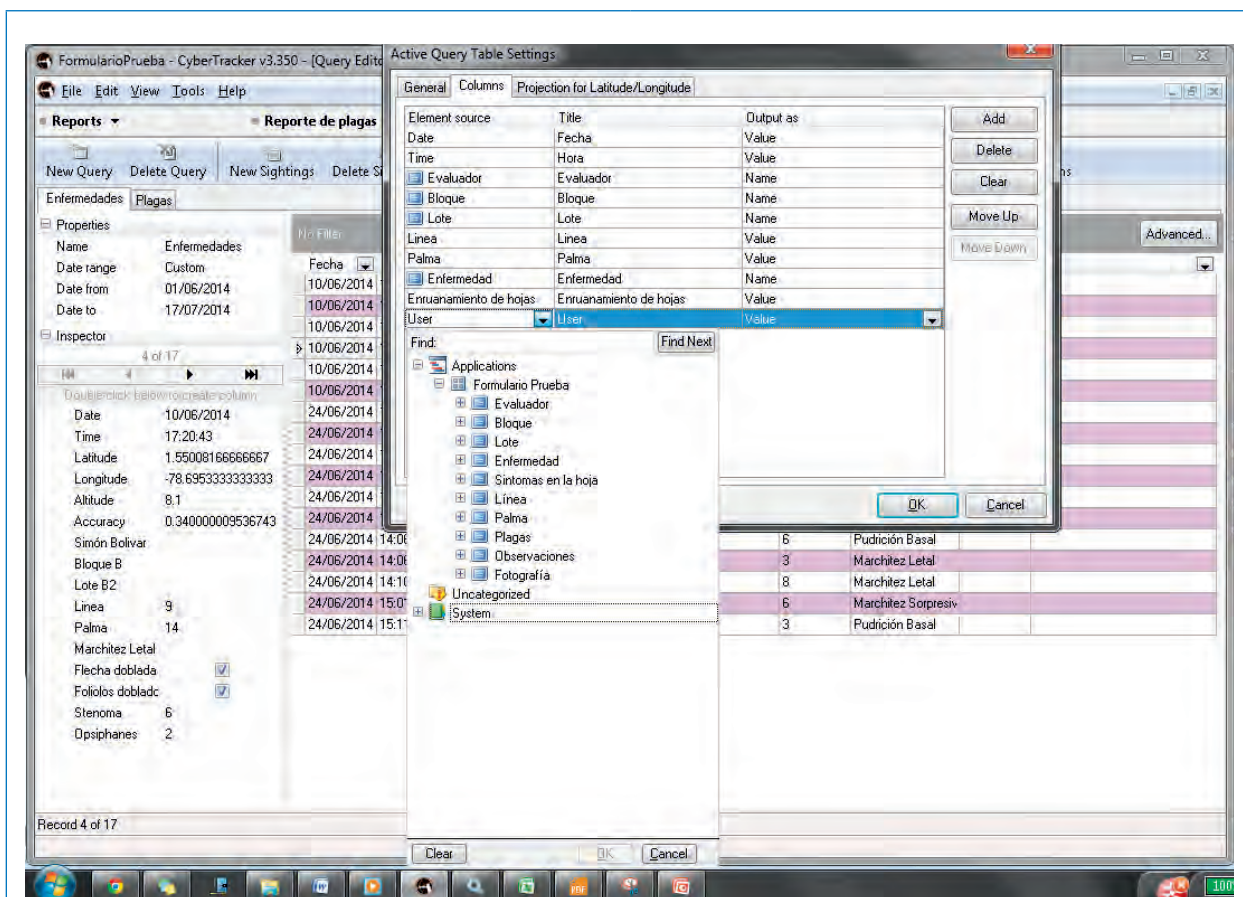 FormularioPrueba - CyberTracker v3.350 - [Query Edito
File Edit View Tools Help
Reports
Reporte de plagas
New Query Delete Query New Sightings Delete Si
Enfermedades Plagas
Properties
Name Enfermedades
Date range Custom
Date from 01/06/2014
Date to 17/07/2014
Inspector
4 of 17
Double click below to create column
Date 10/06/2014
Time 17:20:43
Latitude 1.55008166666667
Longitude -78.6953333333333
Altitude 8.1
Accuracy 0.340000009536743
Simón Bolivar
Bloque B
Lote B2
Linea 9
Palma 14
Marchitez Letal
Flecha doblada
Foliolos doblado
Stenoma 6
Opsiphanes 2
Record 4 of 17
No Filter
Advanced...
Fecha
10/06/2014
10/06/2014
10/06/2014
10/06/2014
10/06/2014
10/06/2014
24/06/2014
24/06/2014
24/06/2014
24/06/2014
24/06/2014
24/06/2014
24/06/2014 14:06 6 Pudrición Basal
24/06/2014 14:08 3 Marchitez Letal
24/06/2014 14:10 8 Marchitez Letal
24/06/2014 15:0 6 Marchitez Sorpresiv
24/06/2014 15:1 3 Pudrición Basal
Active Query Table Settings
General Columns Projection for Latitude/Longitude
Element source Title Output as
Date Fecha Value
Time Hora Value
Evaluador Evaluador Name
Bloque Bloque Name
Lote Lote Name
Linea Linea Value
Palma Palma Value
Enfermedad Enfermedad Name
Enruanamiento de hojas Enruanamiento de hojas Value
User User Value
Add
Delete
Clear
Move Up
Move Down
OK Cancel
Find: Find Next
Applications
Formulario Prueba
Evaluador
Bloque
Lote
Enfermedad
Sintomas en la hoja
Línea
Palma
Plagas
Observaciones
Fotografía
Uncategorized
System
Clear OK Cancel
100%